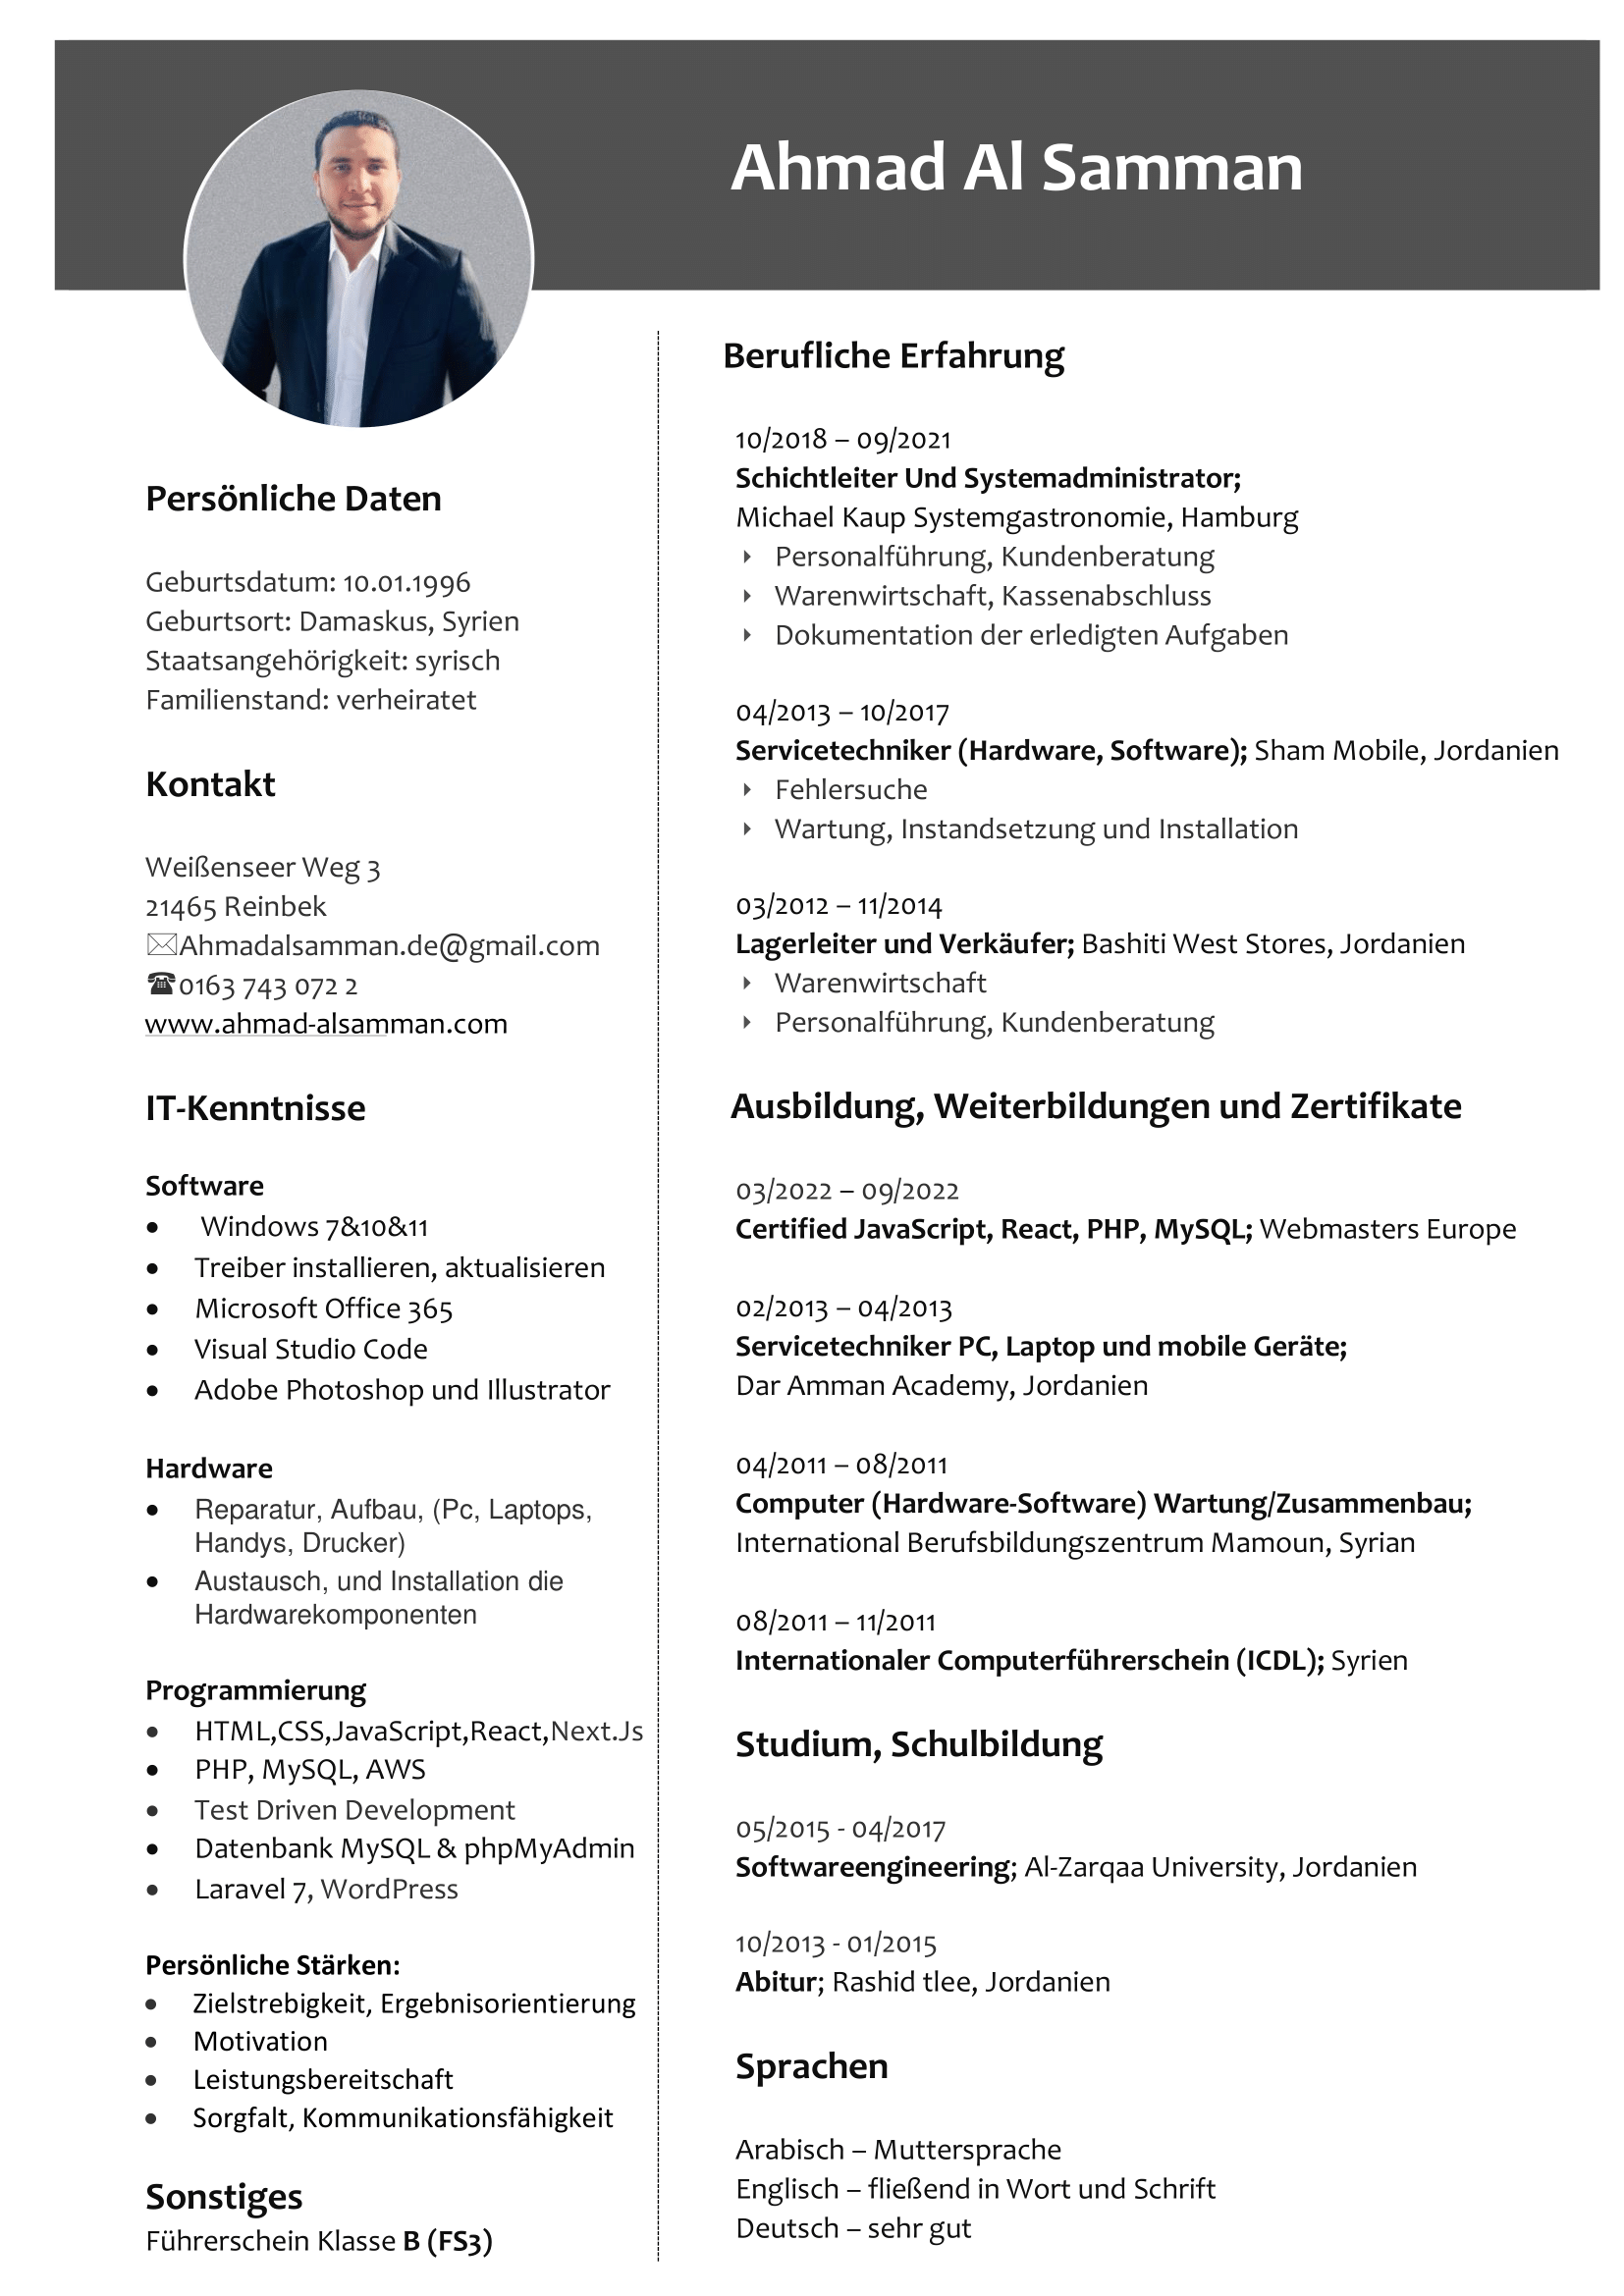 Ahmad Al Samman
Persönliche Daten
Geburtsdatum: 10.01.1996
Geburtsort: Damaskus, Syrien
Staatsangehörigkeit: syrisch
Familienstand: verheiratet
Kontakt
Weißenseer Weg 3
21465 Reinbek
✉Ahmadalsamman.de@gmail.com
☎0163 743 072 2
www.ahmad-alsamman.com
IT-Kenntnisse
Software
• Windows 7&10&11
• Treiber installieren, aktualisieren
• Microsoft Office 365
• Visual Studio Code
• Adobe Photoshop und Illustrator
Hardware
• Reparatur, Aufbau, (Pc, Laptops,
Handys, Drucker)
• Austausch, und Installation die
Hardwarekomponenten
Programmierung
• HTML,CSS,JavaScript,React,Next.Js
• PHP, MySQL, AWS
• Test Driven Development
• Datenbank MySQL & phpMyAdmin
• Laravel 7, WordPress
Persönliche Stärken:
• Zielstrebigkeit, Ergebnisorientierung
• Motivation
• Leistungsbereitschaft
• Sorgfalt, Kommunikationsfähigkeit
Sonstiges
Führerschein Klasse B (FS3)
Berufliche Erfahrung
10/2018 – 09/2021
Schichtleiter Und Systemadministrator;
Michael Kaup Systemgastronomie, Hamburg
‣ Personalführung, Kundenberatung
‣ Warenwirtschaft, Kassenabschluss
‣ Dokumentation der erledigten Aufgaben
04/2013 – 10/2017
Servicetechniker (Hardware, Software); Sham Mobile, Jordanien
‣ Fehlersuche
‣ Wartung, Instandsetzung und Installation
03/2012 – 11/2014
Lagerleiter und Verkäufer; Bashiti West Stores, Jordanien
‣ Warenwirtschaft
‣ Personalführung, Kundenberatung
Ausbildung, Weiterbildungen und Zertifikate
03/2022 – 09/2022
Certified JavaScript, React, PHP, MySQL; Webmasters Europe
02/2013 – 04/2013
Servicetechniker PC, Laptop und mobile Geräte;
Dar Amman Academy, Jordanien
04/2011 – 08/2011
Computer (Hardware-Software) Wartung/Zusammenbau;
International Berufsbildungszentrum Mamoun, Syrian
08/2011 – 11/2011
Internationaler Computerführerschein (ICDL); Syrien
Studium, Schulbildung
05/2015 - 04/2017
Softwareengineering; Al-Zarqaa University, Jordanien
10/2013 - 01/2015
Abitur; Rashid tlee, Jordanien
Sprachen
Arabisch – Muttersprache
Englisch – fließend in Wort und Schrift
Deutsch – sehr gut